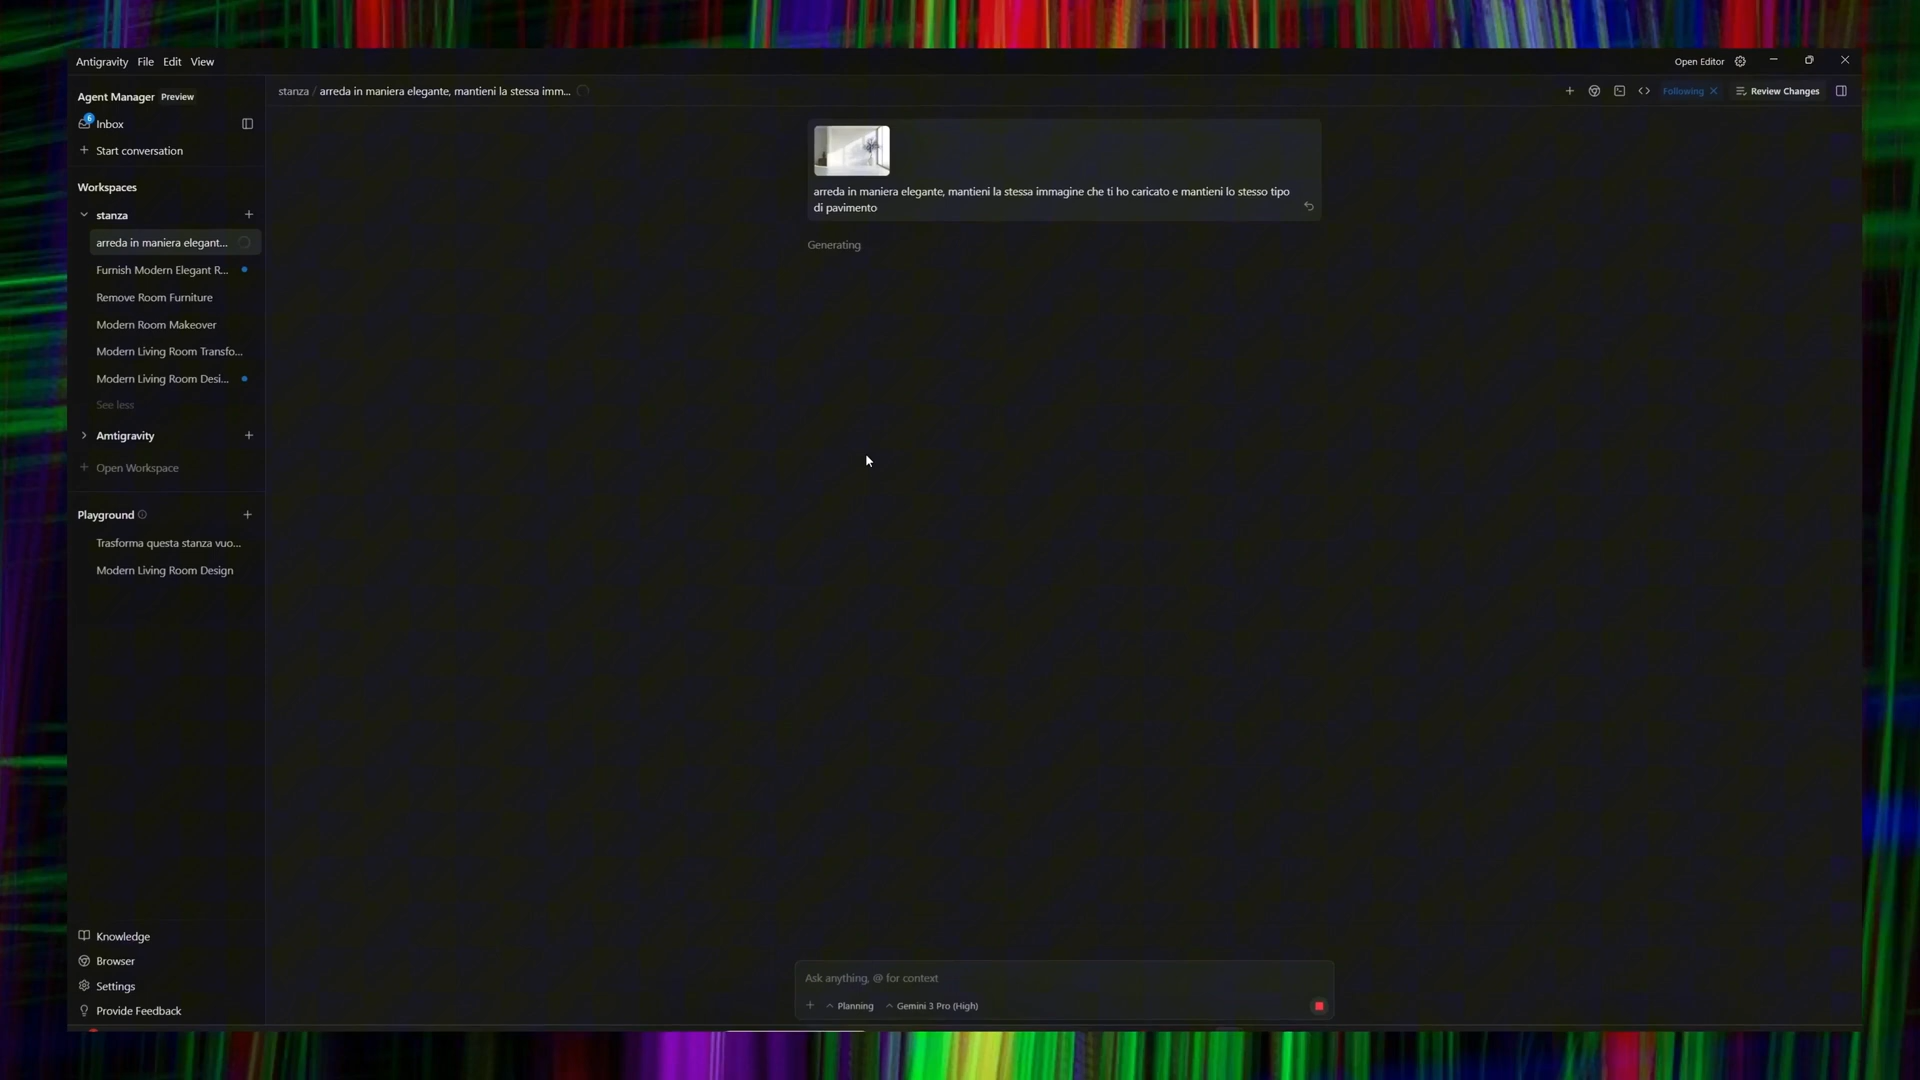 Antigravity File Edit View
Open Editor
Agent Manager Preview
stanza / arreda in maniera elegante, mantieni la stessa imm...
Following
Review Changes
6
Inbox
Start conversation
Workspaces
stanza
arreda in maniera elegant...
Furnish Modern Elegant R...
Remove Room Furniture
Modern Room Makeover
Modern Living Room Transfo...
Modern Living Room Desi...
See less
Amtigravity
Open Workspace
Playground
Trasforma questa stanza vuo...
Modern Living Room Design
Knowledge
Browser
Settings
Provide Feedback
arreda in maniera elegante, mantieni la stessa immagine che ti ho caricato e mantieni lo stesso tipo
di pavimento
Generating
Ask anything, @ for context
Planning
Gemini 3 Pro (High)